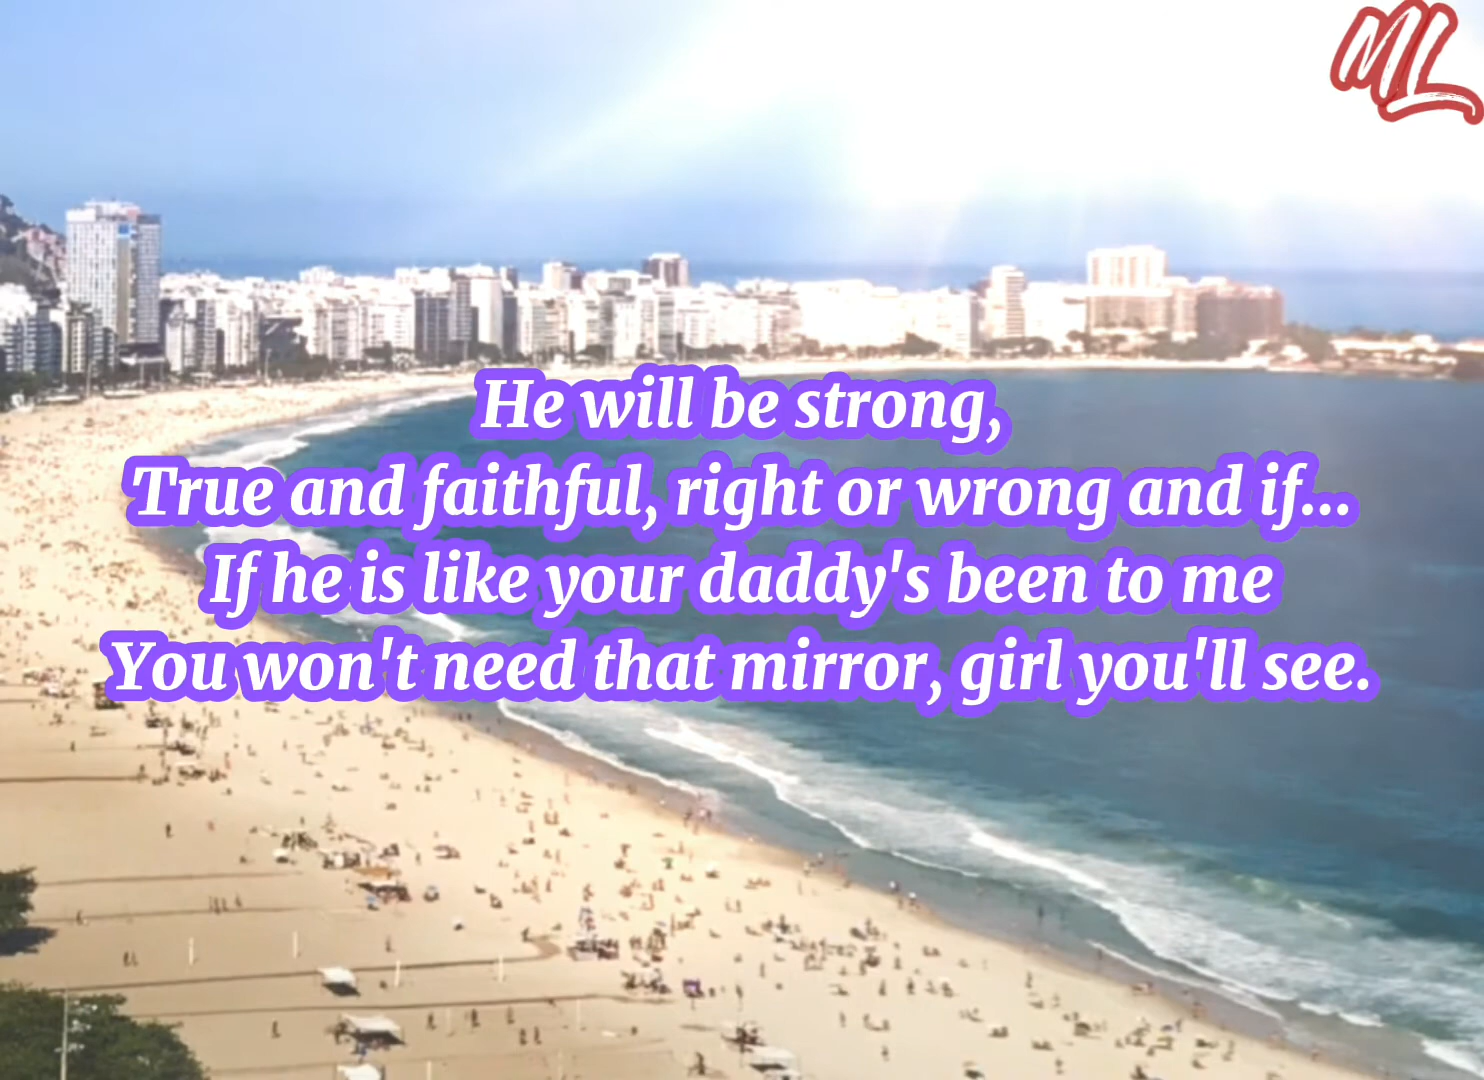 ML
He will be strong,
True and faithful, right or wrong and if...
If he is like your daddy's been to me
You won't need that mirror, girl you'll see.